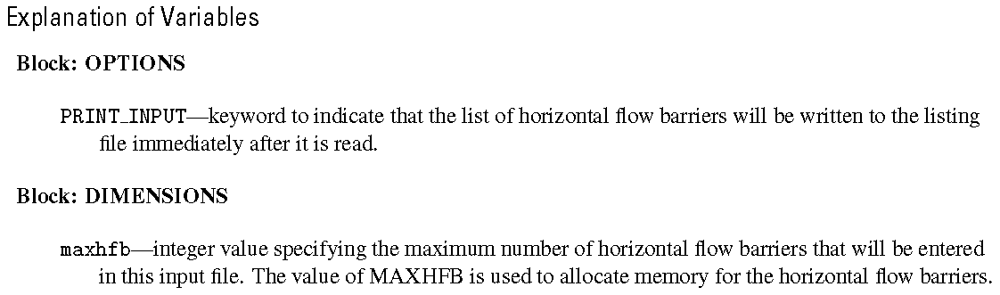 Explanation of Variables
Block: OPTIONS
PRINT_INPUT—keyword to indicate that the list of horizontal flow barriers will be written to the listing
file immediately after it is read.
Block: DIMENSIONS
maxhfb—integer value specifying the maximum number of horizontal flow barriers that will be entered
in this input file. The value of MAXHFB is used to allocate memory for the horizontal flow barriers.